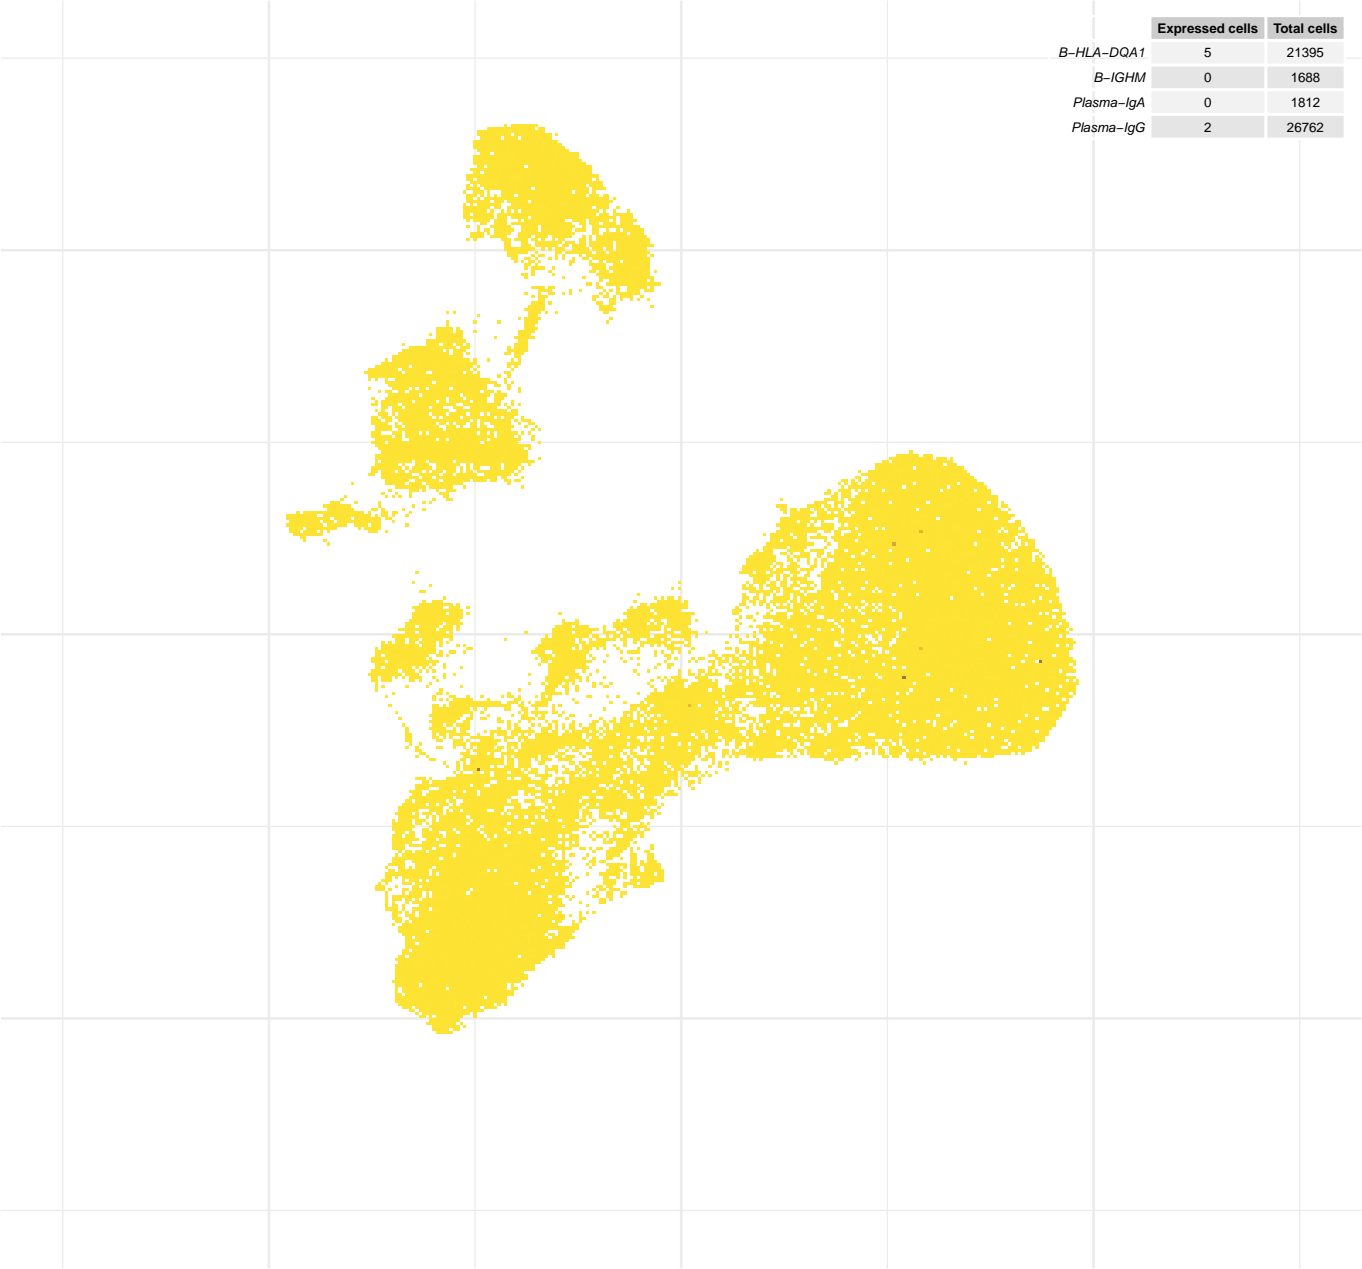 Expressed cells Total cells
B−HLA−DQA1 5 21395
B−IGHM 0 1688
Plasma−IgA 0 1812
Plasma−IgG 2 26762